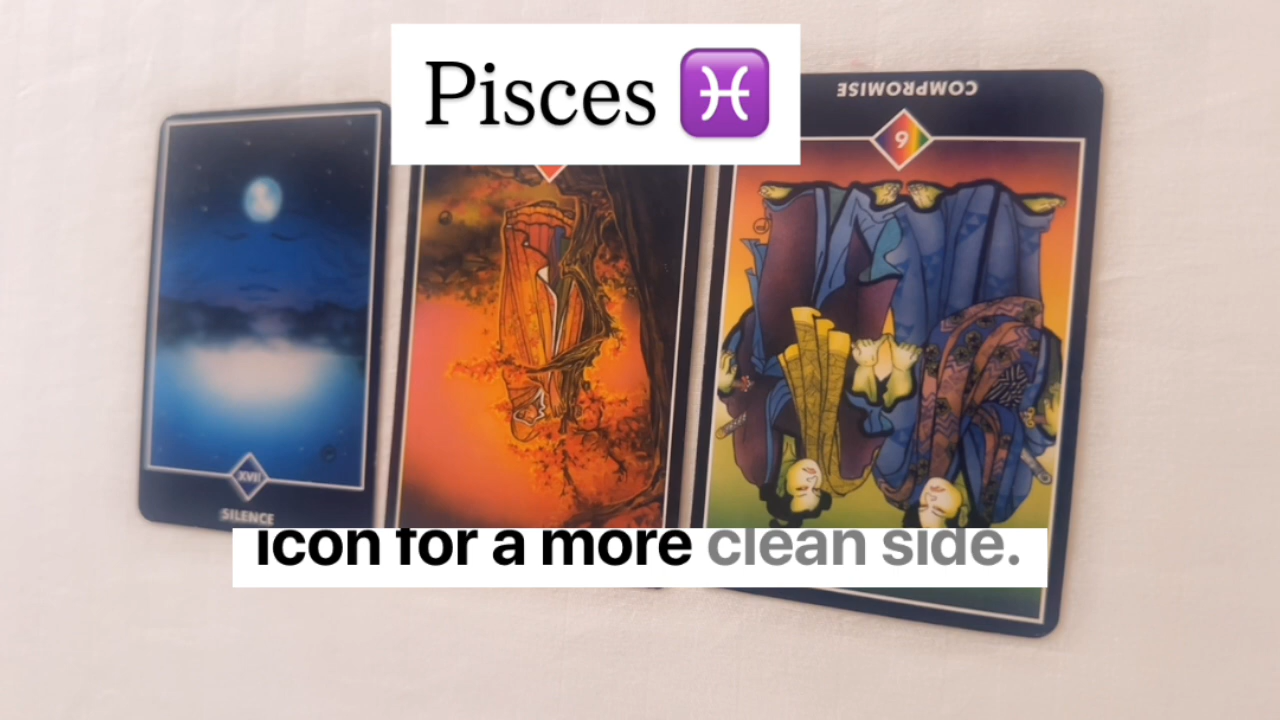 Pisces ♓
COMPROMISE
9
XVII
SILENCE
icon for a more clean side.